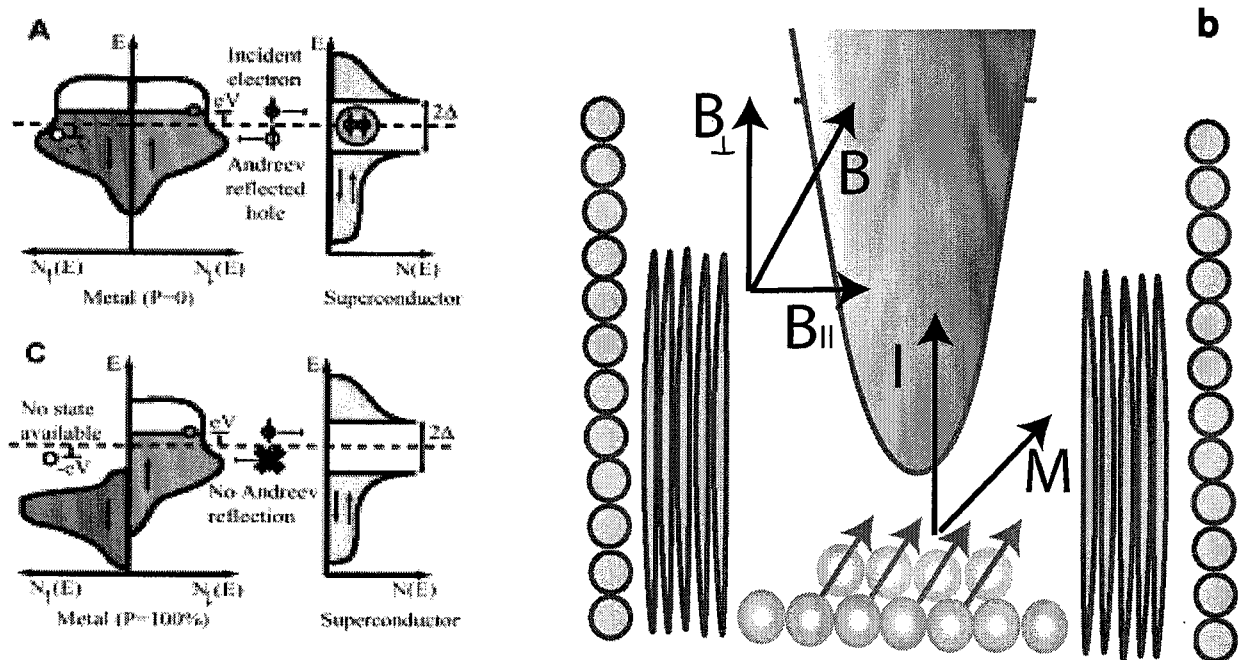 A
E
Incident
electron
E
eV
-eV
2Δ
Andreev
reflected
hole
N↑(E)
N↓(E)
N(E)
Metal (P=0)
Superconductor
C
E
E
No state
available
eV
-eV
2Δ
No Andreev
reflection
N↑(E)
N↓(E)
N(E)
Metal (P=100%)
Superconductor
b
B⊥
B
B||
I
M